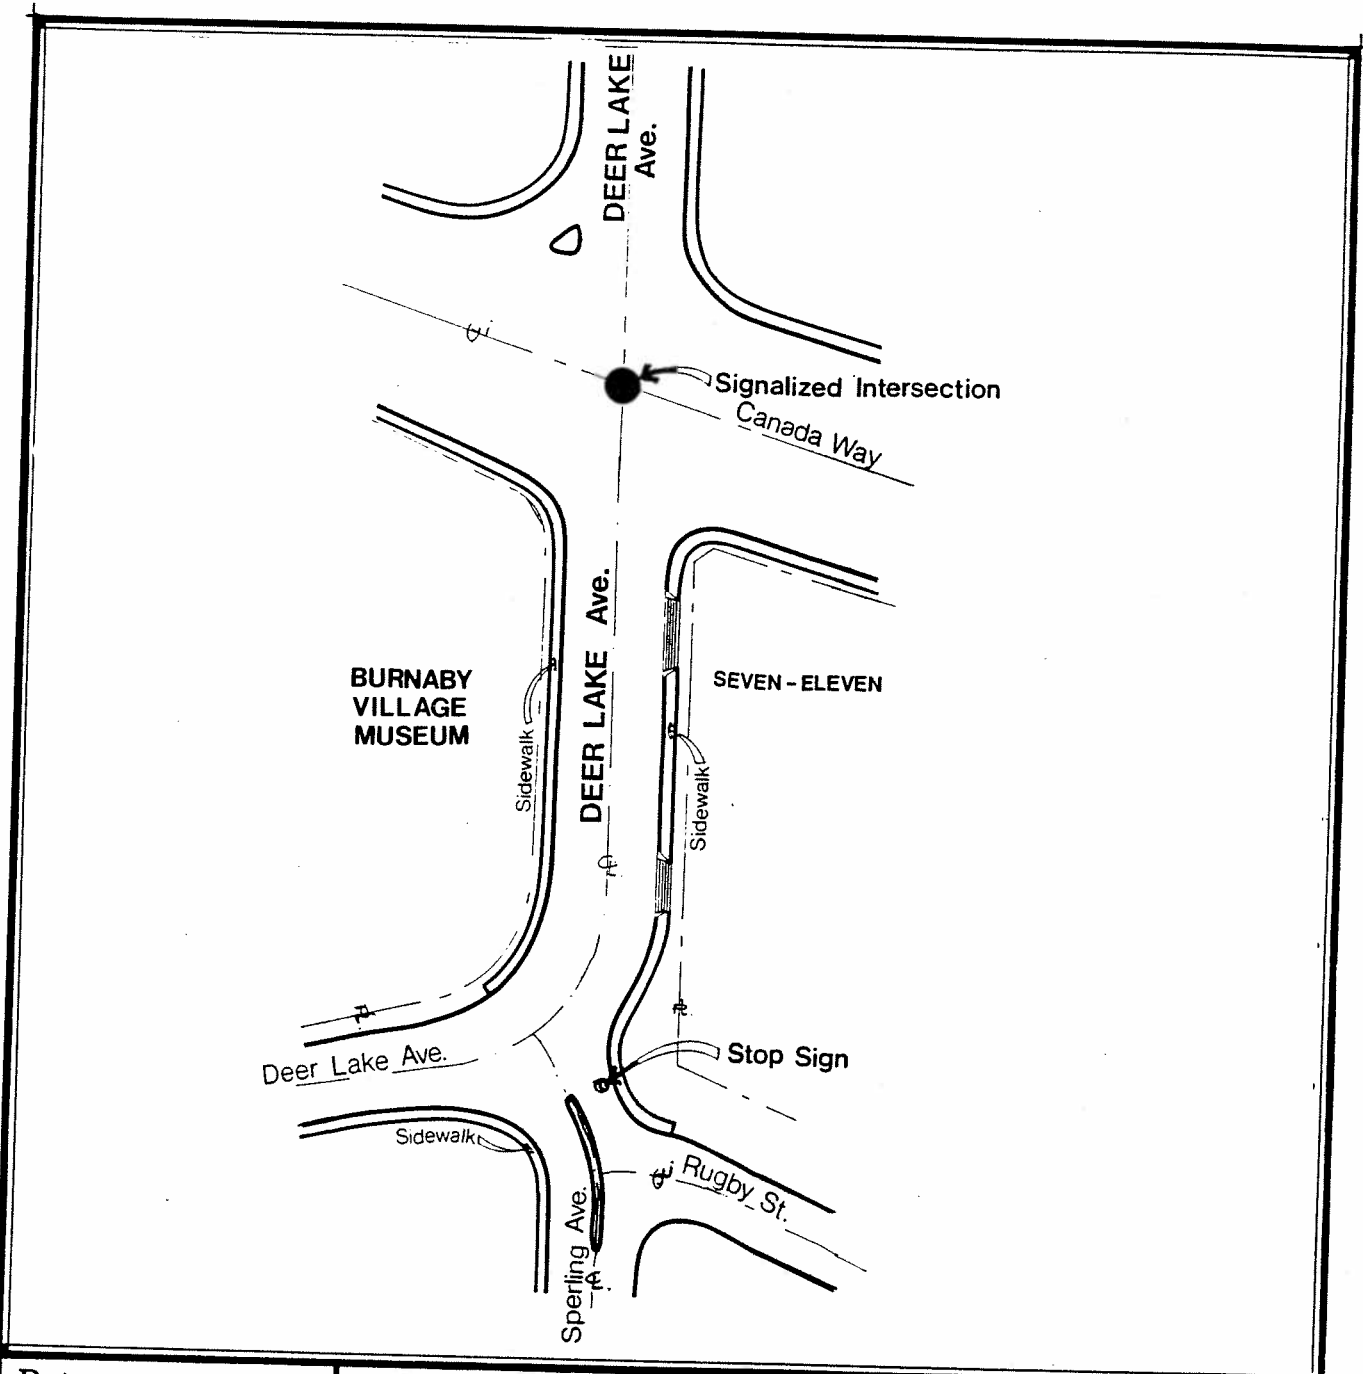 DEER LAKE
Ave.
Signalized Intersection
Canada Way
DEER LAKE Ave.
BURNABY
VILLAGE
MUSEUM
SEVEN-ELEVEN
Sidewalk
Sidewalk
Stop Sign
Deer Lake Ave.
Sidewalk
Rugby St.
Sperling Ave.